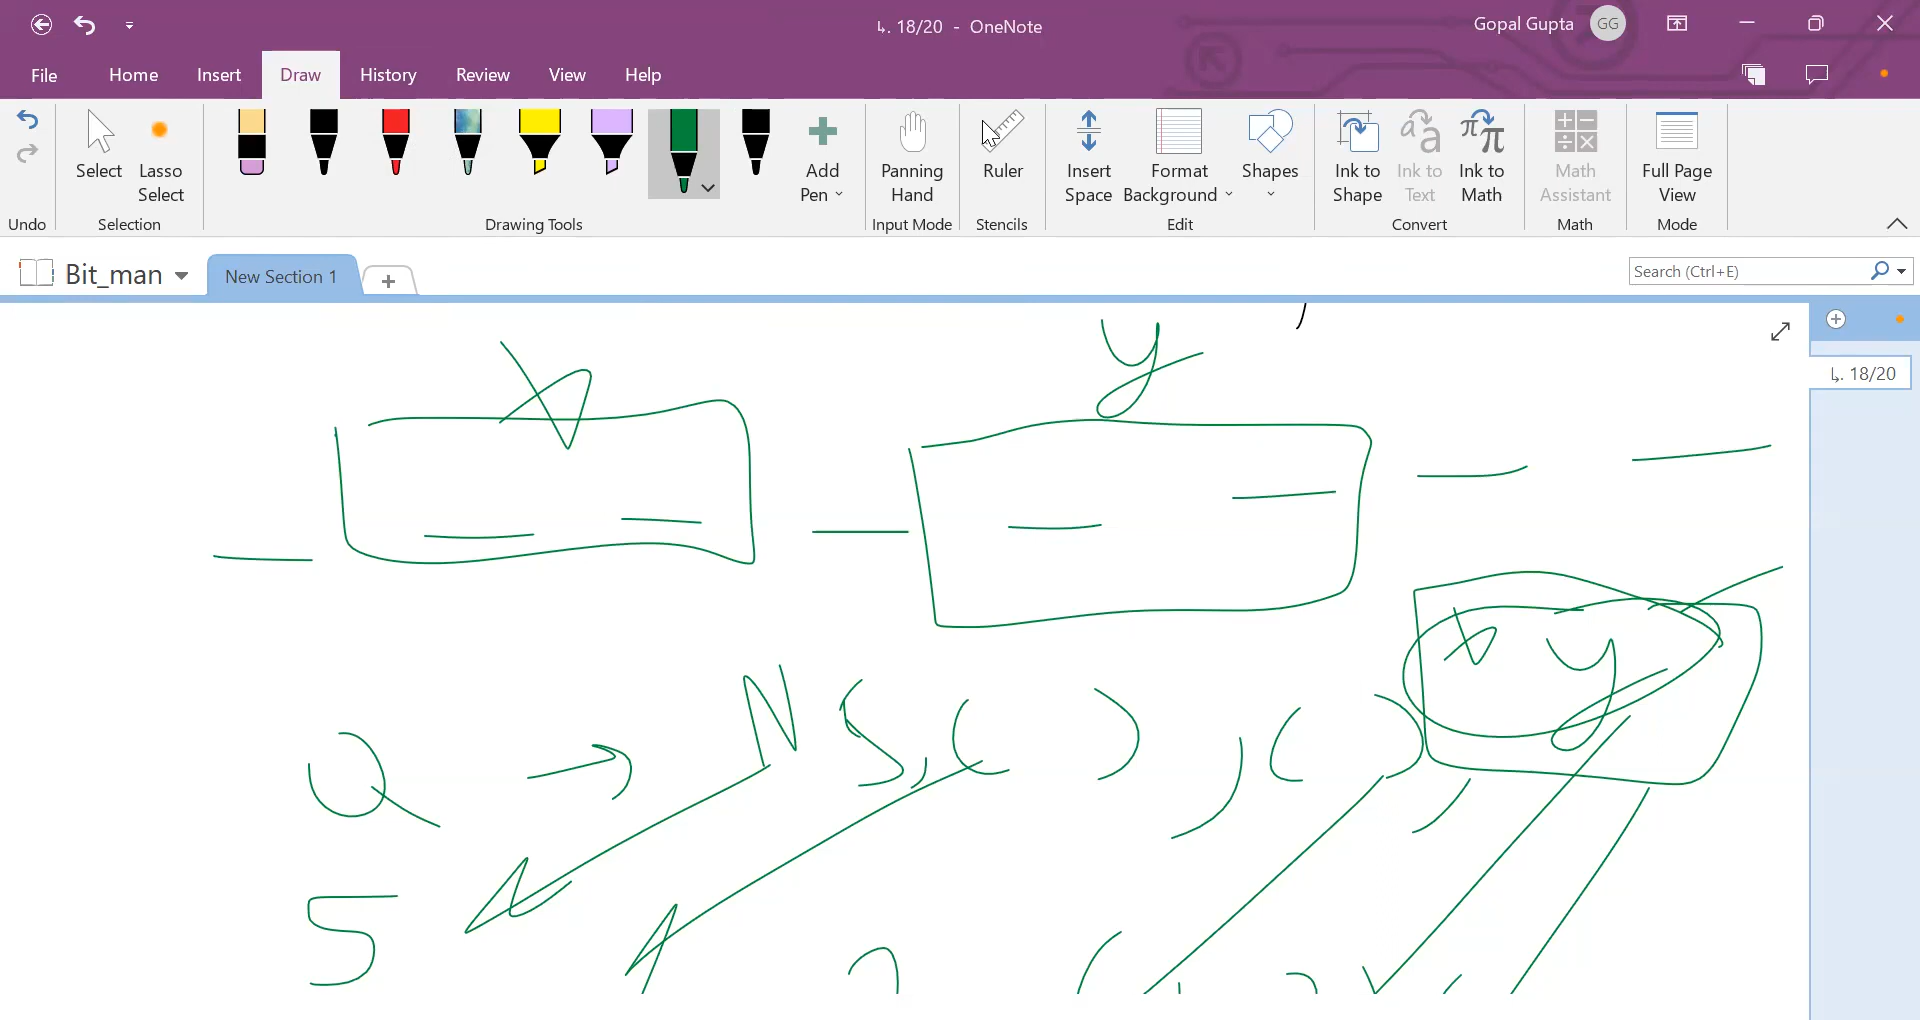 ㄣ. 18/20 - OneNote
Gopal Gupta GG
File Home Insert Draw History Review View Help
Select
Lasso Select
Add Pen
Panning Hand
Ruler
Insert Space
Format Background
Shapes
Ink to Shape
Ink to Text
Ink to Math
Math Assistant
Full Page View
Undo Selection Drawing Tools Input Mode Stencils Edit Convert Math Mode
Bit_man New Section 1 +
Search (Ctrl+E)
18/20
y
y
Q → N S, ( ) , ( ) ,
5